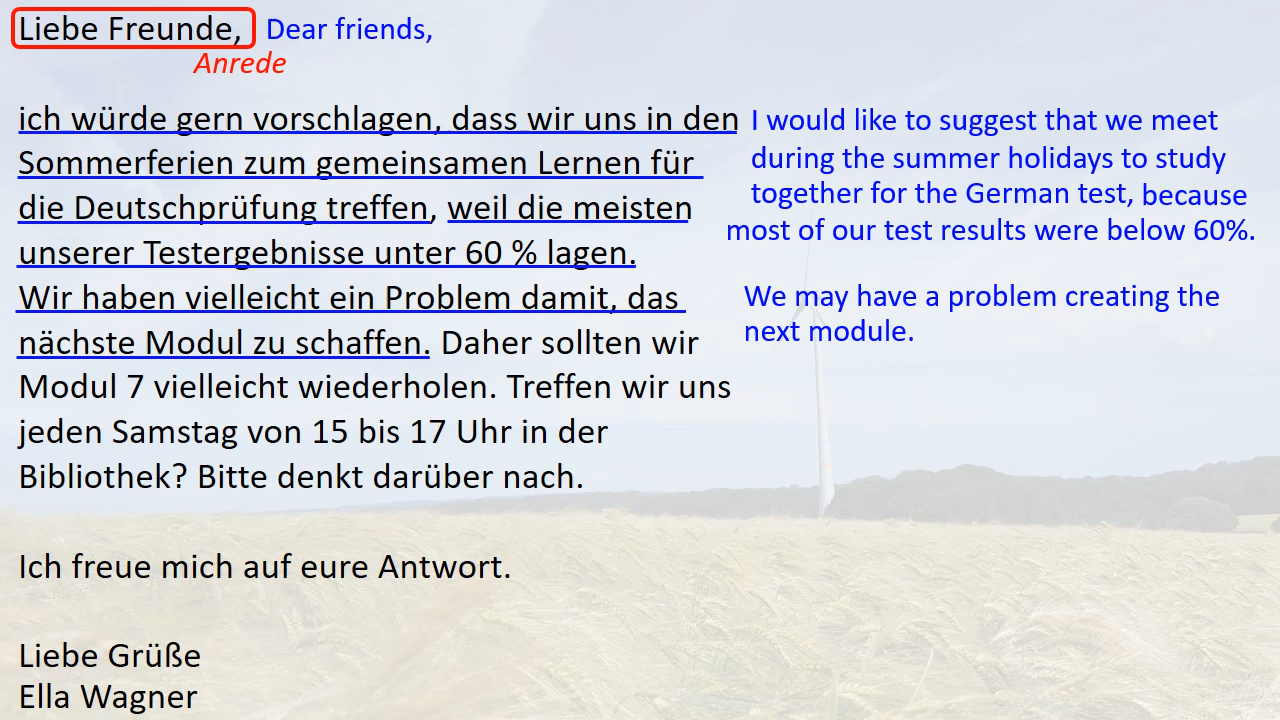 Liebe Freunde, Dear friends,
Anrede
ich würde gern vorschlagen, dass wir uns in den
Sommerferien zum gemeinsamen Lernen für
die Deutschprüfung treffen, weil die meisten
unserer Testergebnisse unter 60 % lagen.
Wir haben vielleicht ein Problem damit, das
nächste Modul zu schaffen. Daher sollten wir
Modul 7 vielleicht wiederholen. Treffen wir uns
jeden Samstag von 15 bis 17 Uhr in der
Bibliothek? Bitte denkt darüber nach.
I would like to suggest that we meet
during the summer holidays to study
together for the German test, because
most of our test results were below 60%.
We may have a problem creating the
next module.
Ich freue mich auf eure Antwort.
Liebe Grüße
Ella Wagner